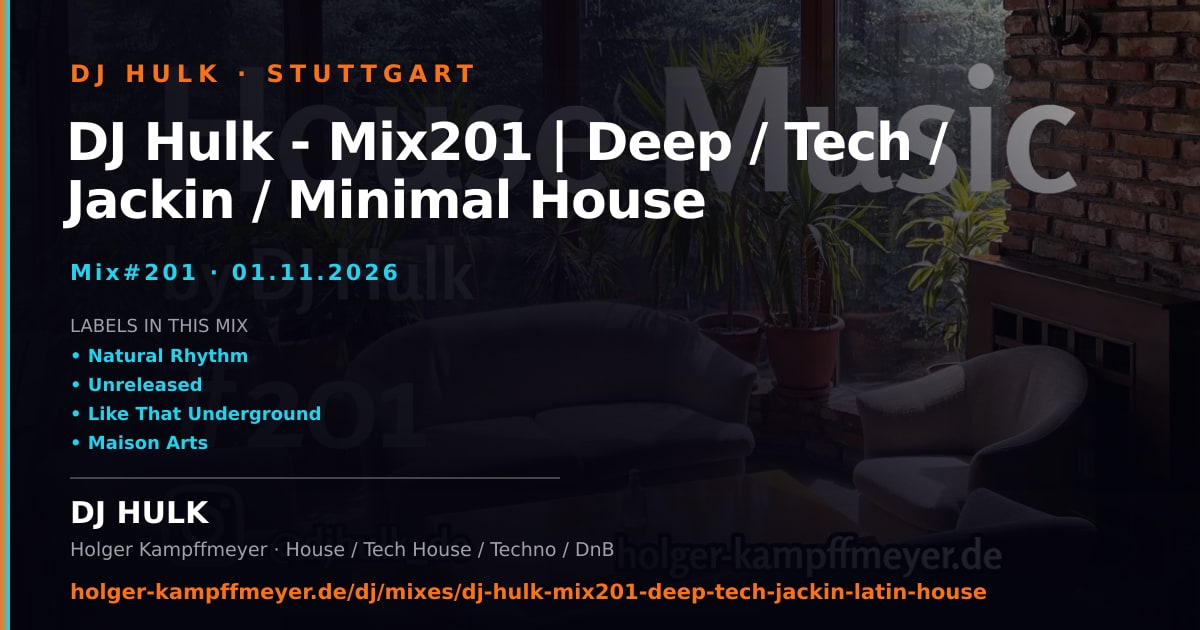 DJ HULK · STUTTGART
House Music
DJ Hulk - Mix201 | Deep / Tech /
Jackin / Minimal House
by DJ Hulk
Mix#201 · 01.11.2026
LABELS IN THIS MIX
• Natural Rhythm
• Unreleased
• Like That Underground
• Maison Arts
#201
DJ HULK
Holger Kampffmeyer · House / Tech House / Techno / DnB
holger-kampffmeyer.de
holger-kampffmeyer.de/dj/mixes/dj-hulk-mix201-deep-tech-jackin-latin-house